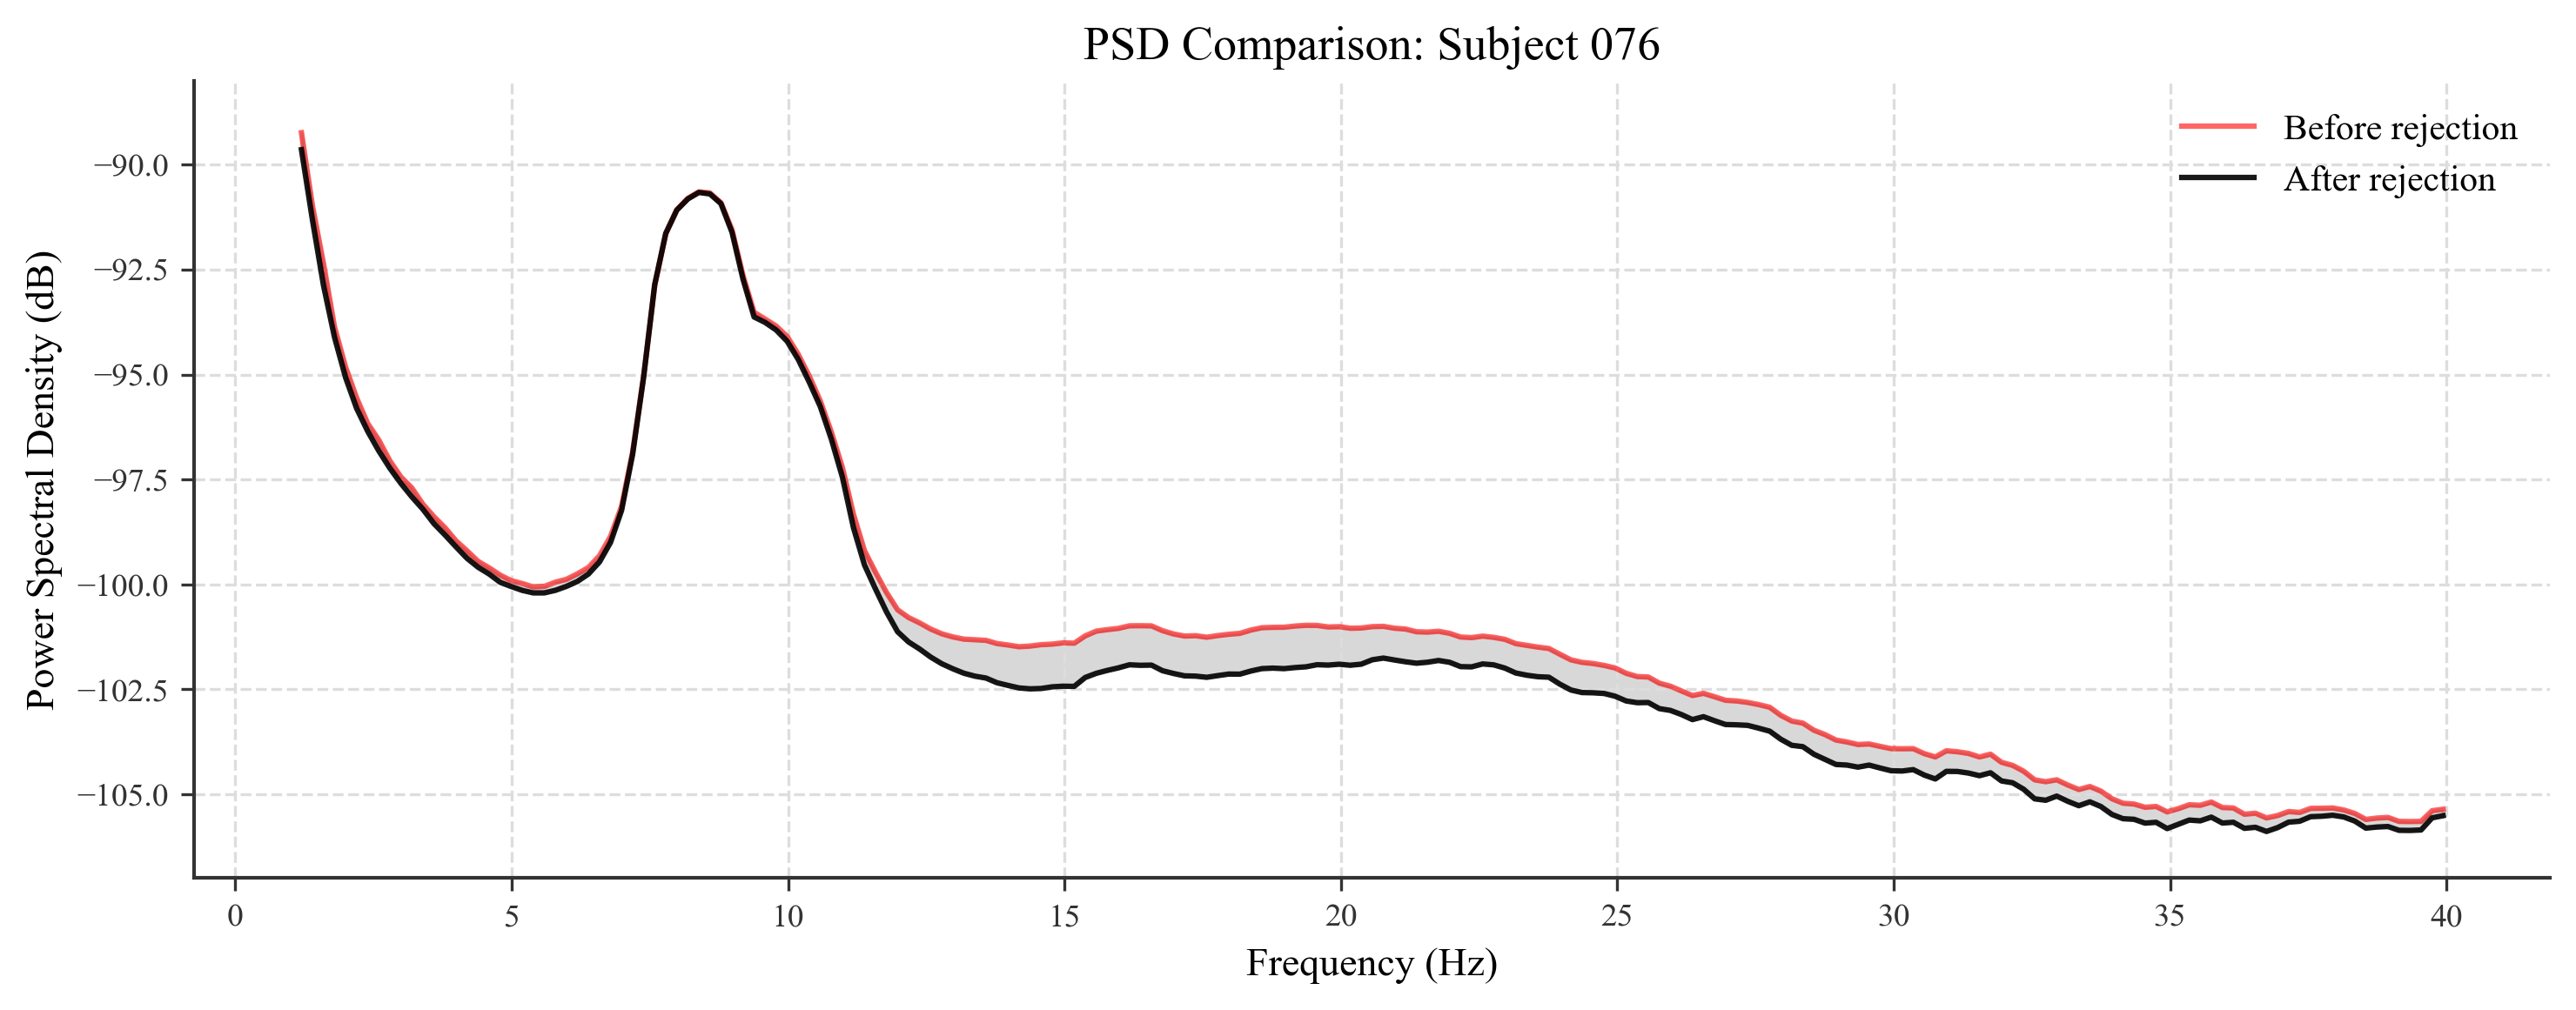 PSD Comparison: Subject 076
Before rejection
After rejection
Power Spectral Density (dB)
−90.0
−92.5
−95.0
−97.5
−100.0
−102.5
−105.0
0 5 10 15 20 25 30 35 40
Frequency (Hz)